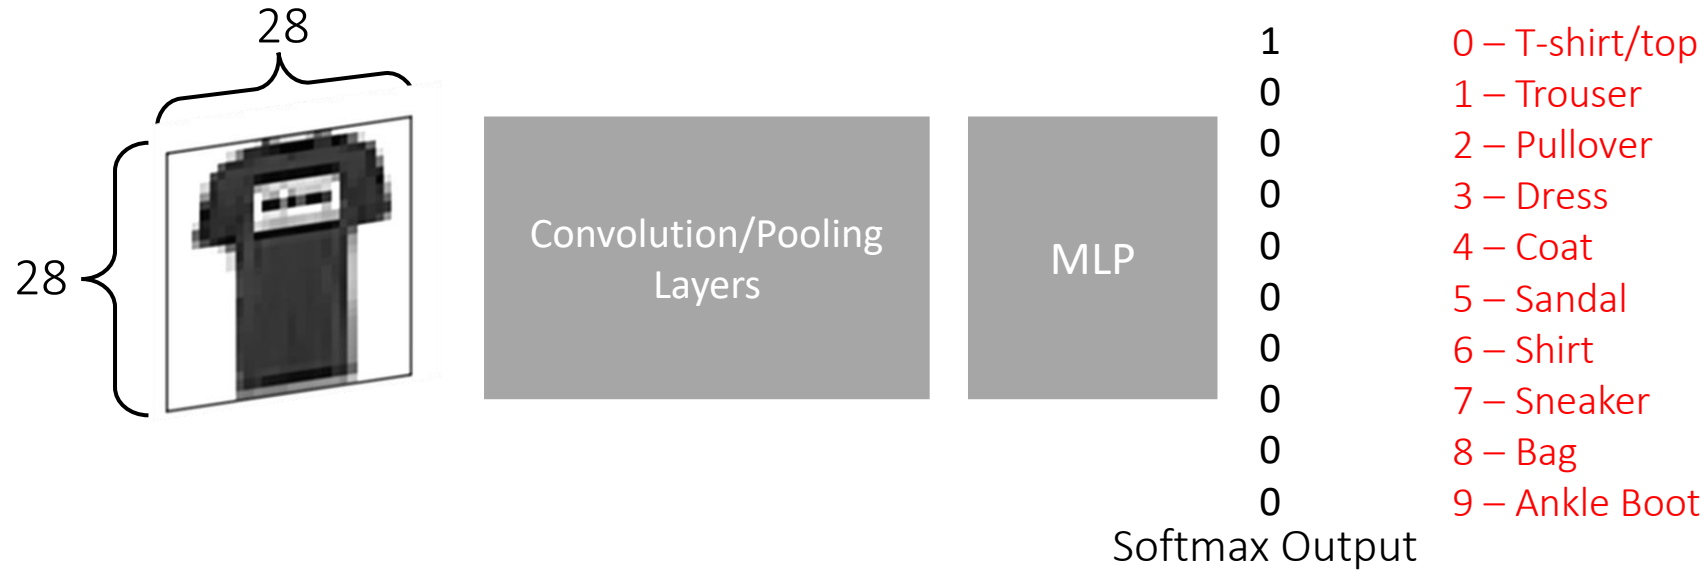 28
28
Convolution/Pooling
Layers
MLP
1
0
0
0
0
0
0
0
0
0
Softmax Output
0 – T-shirt/top
1 – Trouser
2 – Pullover
3 – Dress
4 – Coat
5 – Sandal
6 – Shirt
7 – Sneaker
8 – Bag
9 – Ankle Boot